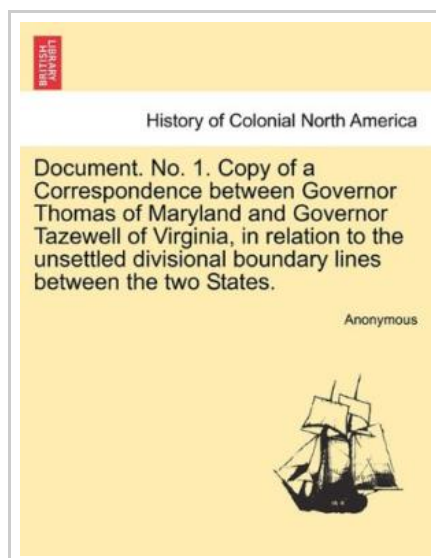 BRITISH
LIBRARY
History of Colonial North America
Document. No. 1. Copy of a
Correspondence between Governor
Thomas of Maryland and Governor
Tazewell of Virginia, in relation to the
unsettled divisional boundary lines
between the two States.
Anonymous